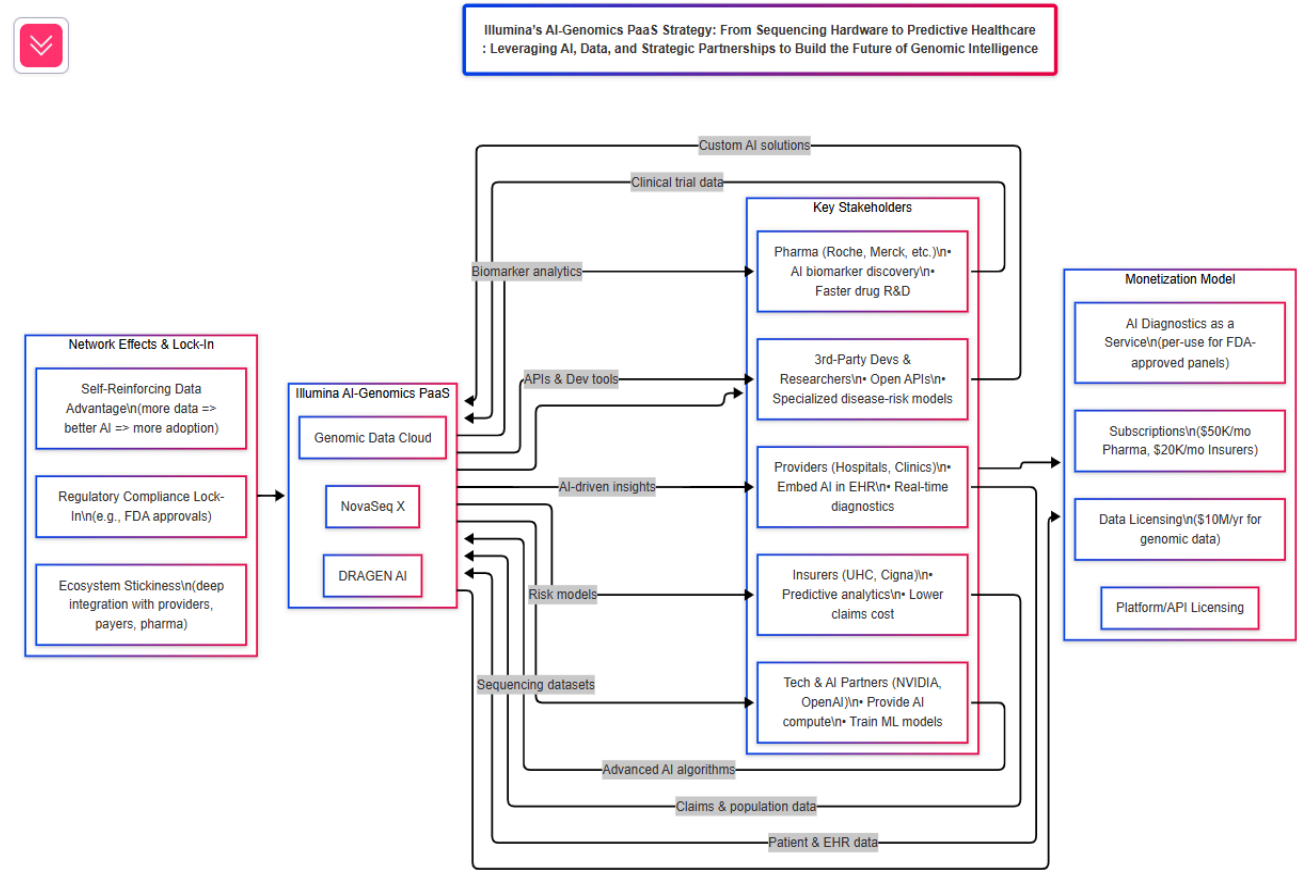 Illumina's AI-Genomics PaaS Strategy: From Sequencing Hardware to Predictive Healthcare
: Leveraging AI, Data, and Strategic Partnerships to Build the Future of Genomic Intelligence
Custom AI solutions
Clinical trial data
Biomarker analytics
APIs & Dev tools
AI-driven insights
Risk models
Sequencing datasets
Advanced AI algorithms
Claims & population data
Patient & EHR data
Network Effects & Lock-In
Self-Reinforcing Data
Advantage\n(more data =>
better AI => more adoption)
Regulatory Compliance Lock-
In\n(e.g., FDA approvals)
Ecosystem Stickiness\n(deep
integration with providers,
payers, pharma)
Illumina AI-Genomics PaaS
Genomic Data Cloud
NovaSeq X
DRAGEN AI
Key Stakeholders
Pharma (Roche, Merck, etc.)\n•
AI biomarker discovery\n•
Faster drug R&D
3rd-Party Devs &
Researchers\n• Open APIs\n•
Specialized disease-risk models
Providers (Hospitals, Clinics)\n•
Embed AI in EHR\n• Real-time
diagnostics
Insurers (UHC, Cigna)\n•
Predictive analytics\n• Lower
claims cost
Tech & AI Partners (NVIDIA,
OpenAI)\n• Provide AI
compute\n• Train ML models
Monetization Model
AI Diagnostics as a
Service\n(per-use for FDA-
approved panels)
Subscriptions\n($50K/mo
Pharma, $20K/mo Insurers)
Data Licensing\n($10M/yr for
genomic data)
Platform/API Licensing